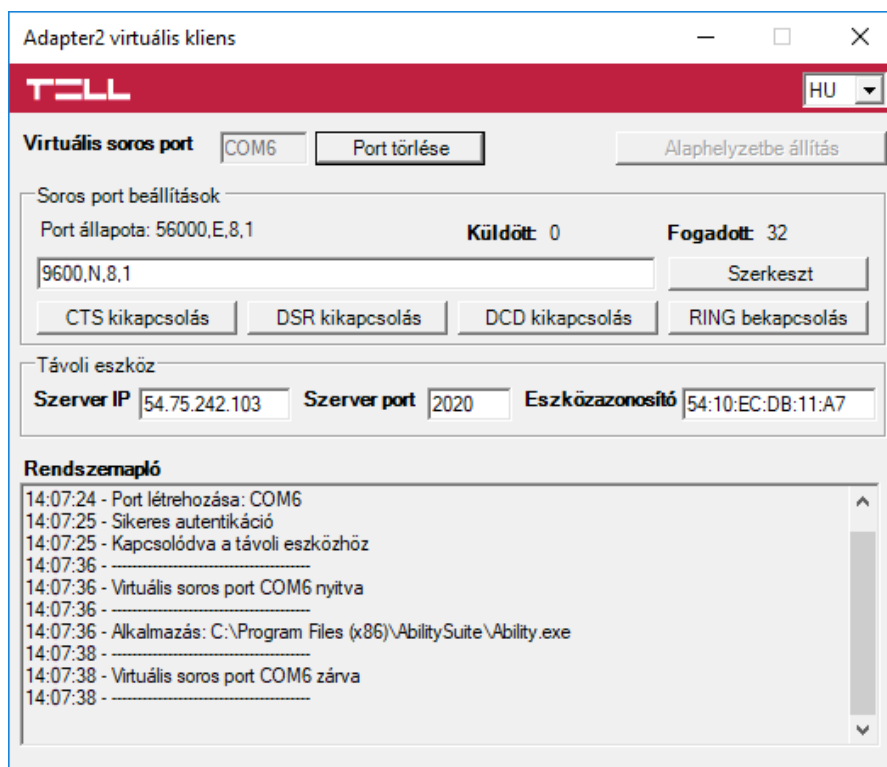 Adapter2 virtuális kliens
TELL
HU
Virtuális soros port COM6 Port törlése Alaphelyzetbe állítás
Soros port beállítások
Port állapota: 56000,E,8,1 Küldött: 0 Fogadott: 32
9600,N,8,1 Szerkeszt
CTS kikapcsolás DSR kikapcsolás DCD kikapcsolás RING bekapcsolás
Távoli eszköz
Szerver IP 54.75.242.103 Szerver port 2020 Eszközazonosító 54:10:EC:DB:11:A7
Rendszernapló
14:07:24 - Port létrehozása: COM6
14:07:25 - Sikeres autentikáció
14:07:25 - Kapcsolódva a távoli eszközhöz
14:07:36 - ----------------------------------------
14:07:36 - Virtuális soros port COM6 nyitva
14:07:36 - ----------------------------------------
14:07:36 - Alkalmazás: C:\Program Files (x86)\AbilitySuite\Ability.exe
14:07:38 - ----------------------------------------
14:07:38 - Virtuális soros port COM6 zárva
14:07:38 - ----------------------------------------